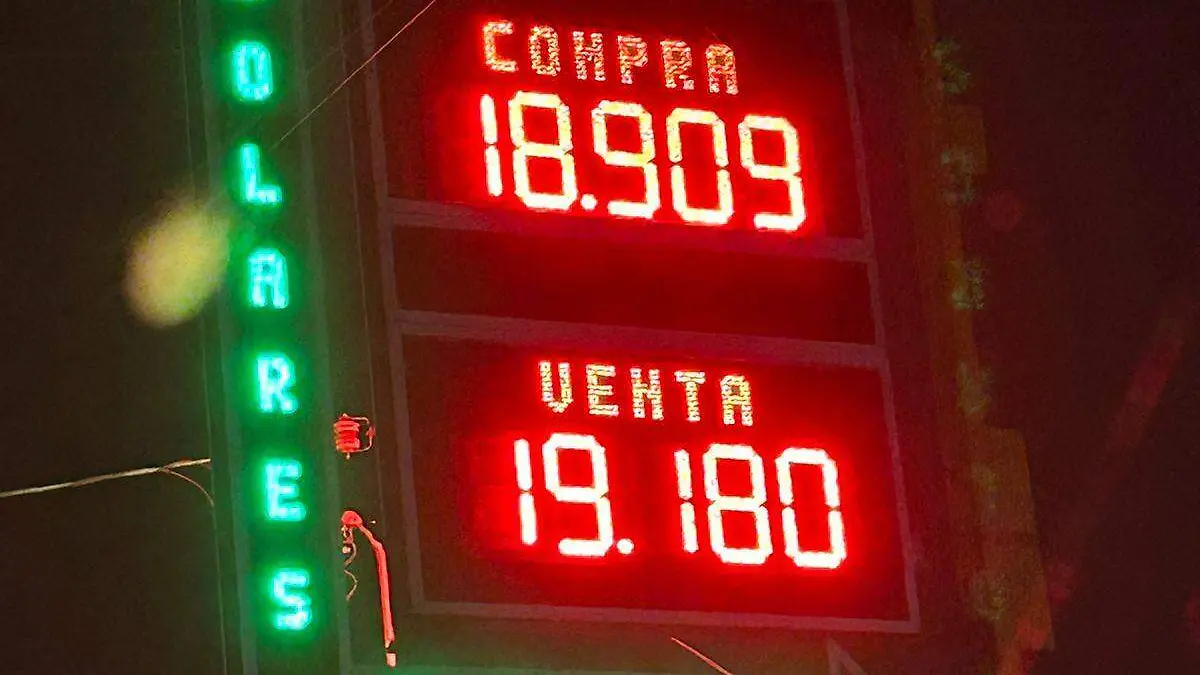 OLARES
COMPRA
18.909
VENTA
19.180